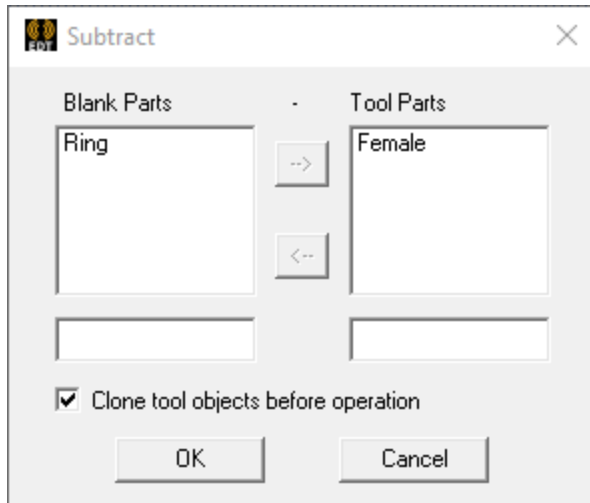 EDT
Subtract
Blank Parts - Tool Parts
Ring
Female
-->
<--
Clone tool objects before operation
OK
Cancel